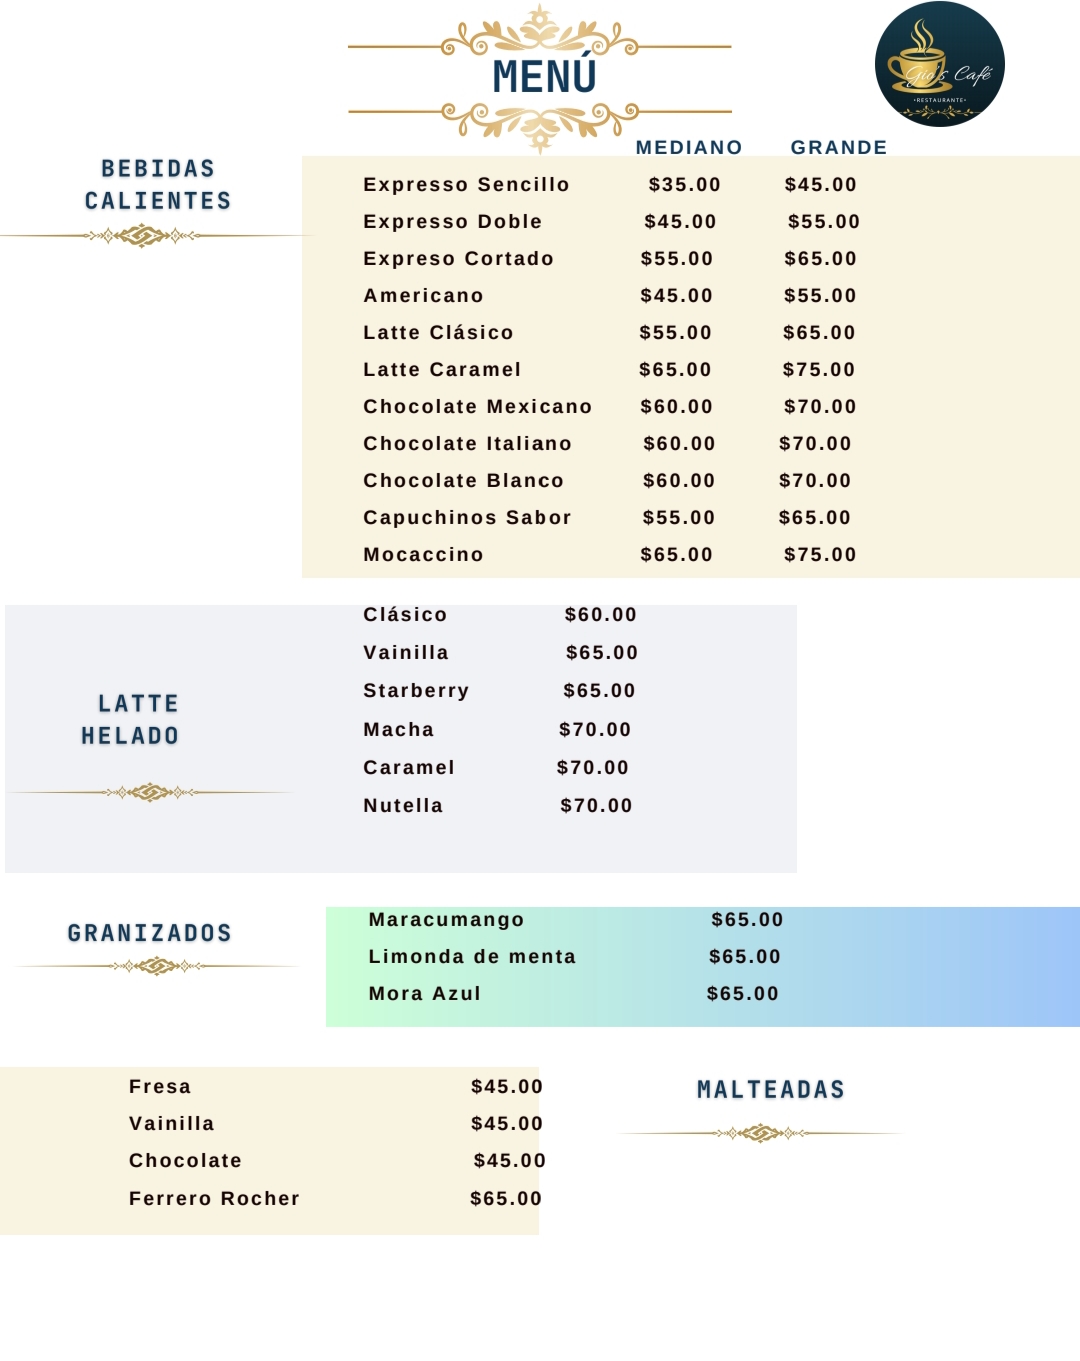 MENÚ
Gio's Café
•RESTAURANTE•
MEDIANO GRANDE
BEBIDAS
CALIENTES
Expresso Sencillo $35.00 $45.00
Expresso Doble $45.00 $55.00
Expreso Cortado $55.00 $65.00
Americano $45.00 $55.00
Latte Clásico $55.00 $65.00
Latte Caramel $65.00 $75.00
Chocolate Mexicano $60.00 $70.00
Chocolate Italiano $60.00 $70.00
Chocolate Blanco $60.00 $70.00
Capuchinos Sabor $55.00 $65.00
Mocaccino $65.00 $75.00
LATTE
HELADO
Clásico $60.00
Vainilla $65.00
Starberry $65.00
Macha $70.00
Caramel $70.00
Nutella $70.00
GRANIZADOS
Maracumango $65.00
Limonda de menta $65.00
Mora Azul $65.00
MALTEADAS
Fresa $45.00
Vainilla $45.00
Chocolate $45.00
Ferrero Rocher $65.00